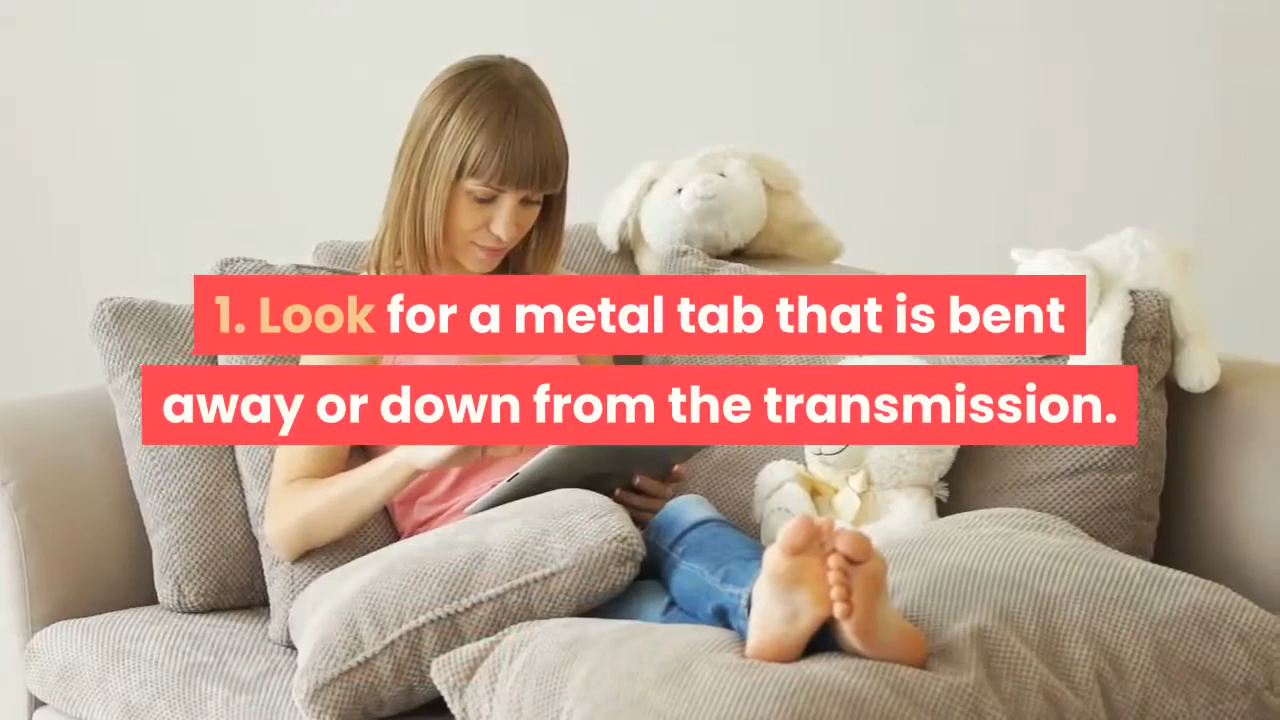 1. Look for a metal tab that is bent
away or down from the transmission.